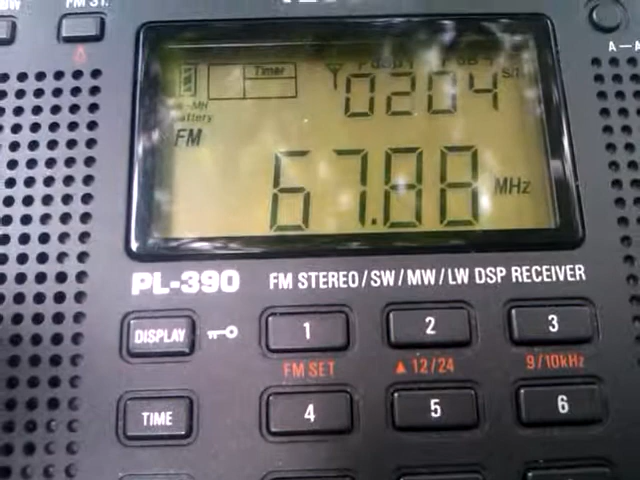 FM ST.
Timer
S/N
0204
Battery
FM
67.88 MHz
PL-390 FM STEREO/SW/MW/LW DSP RECEIVER
DISPLAY 1 2 3
FM SET ▲12/24 9/10kHz
TIME 4 5 6